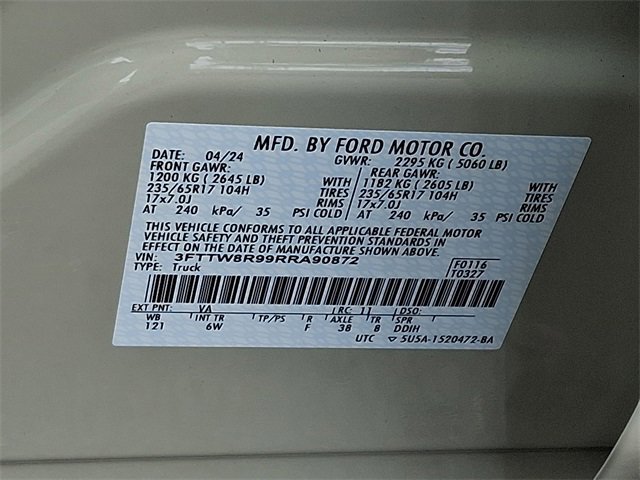 MFD. BY FORD MOTOR CO.
DATE: 04/24 GVWR: 2295 KG ( 5060 LB)
FRONT GAWR: REAR GAWR:
1200 KG ( 2645 LB) WITH 1182 KG ( 2605 LB) WITH
235/65R17 104H TIRES 235/65R17 104H TIRES
17x7.0J RIMS 17x7.0J RIMS
AT 240 kPa/ 35 PSI COLD AT 240 kPa/ 35 PSI COLD
THIS VEHICLE CONFORMS TO ALL APPLICABLE FEDERAL MOTOR
VEHICLE SAFETY AND THEFT PREVENTION STANDARDS IN
EFFECT ON THE DATE OF MANUFACTURE SHOWN ABOVE.
VIN: 3FTTW8R99RRA90872 F0116
TYPE: Truck T0327
EXT PNT: VA RC: 11 DSO:
WB INT TR TP/PS R AXLE TR SPR
121 6W F 3B 8 DDIH
UTC ▽ 5U5A-1520472-BA